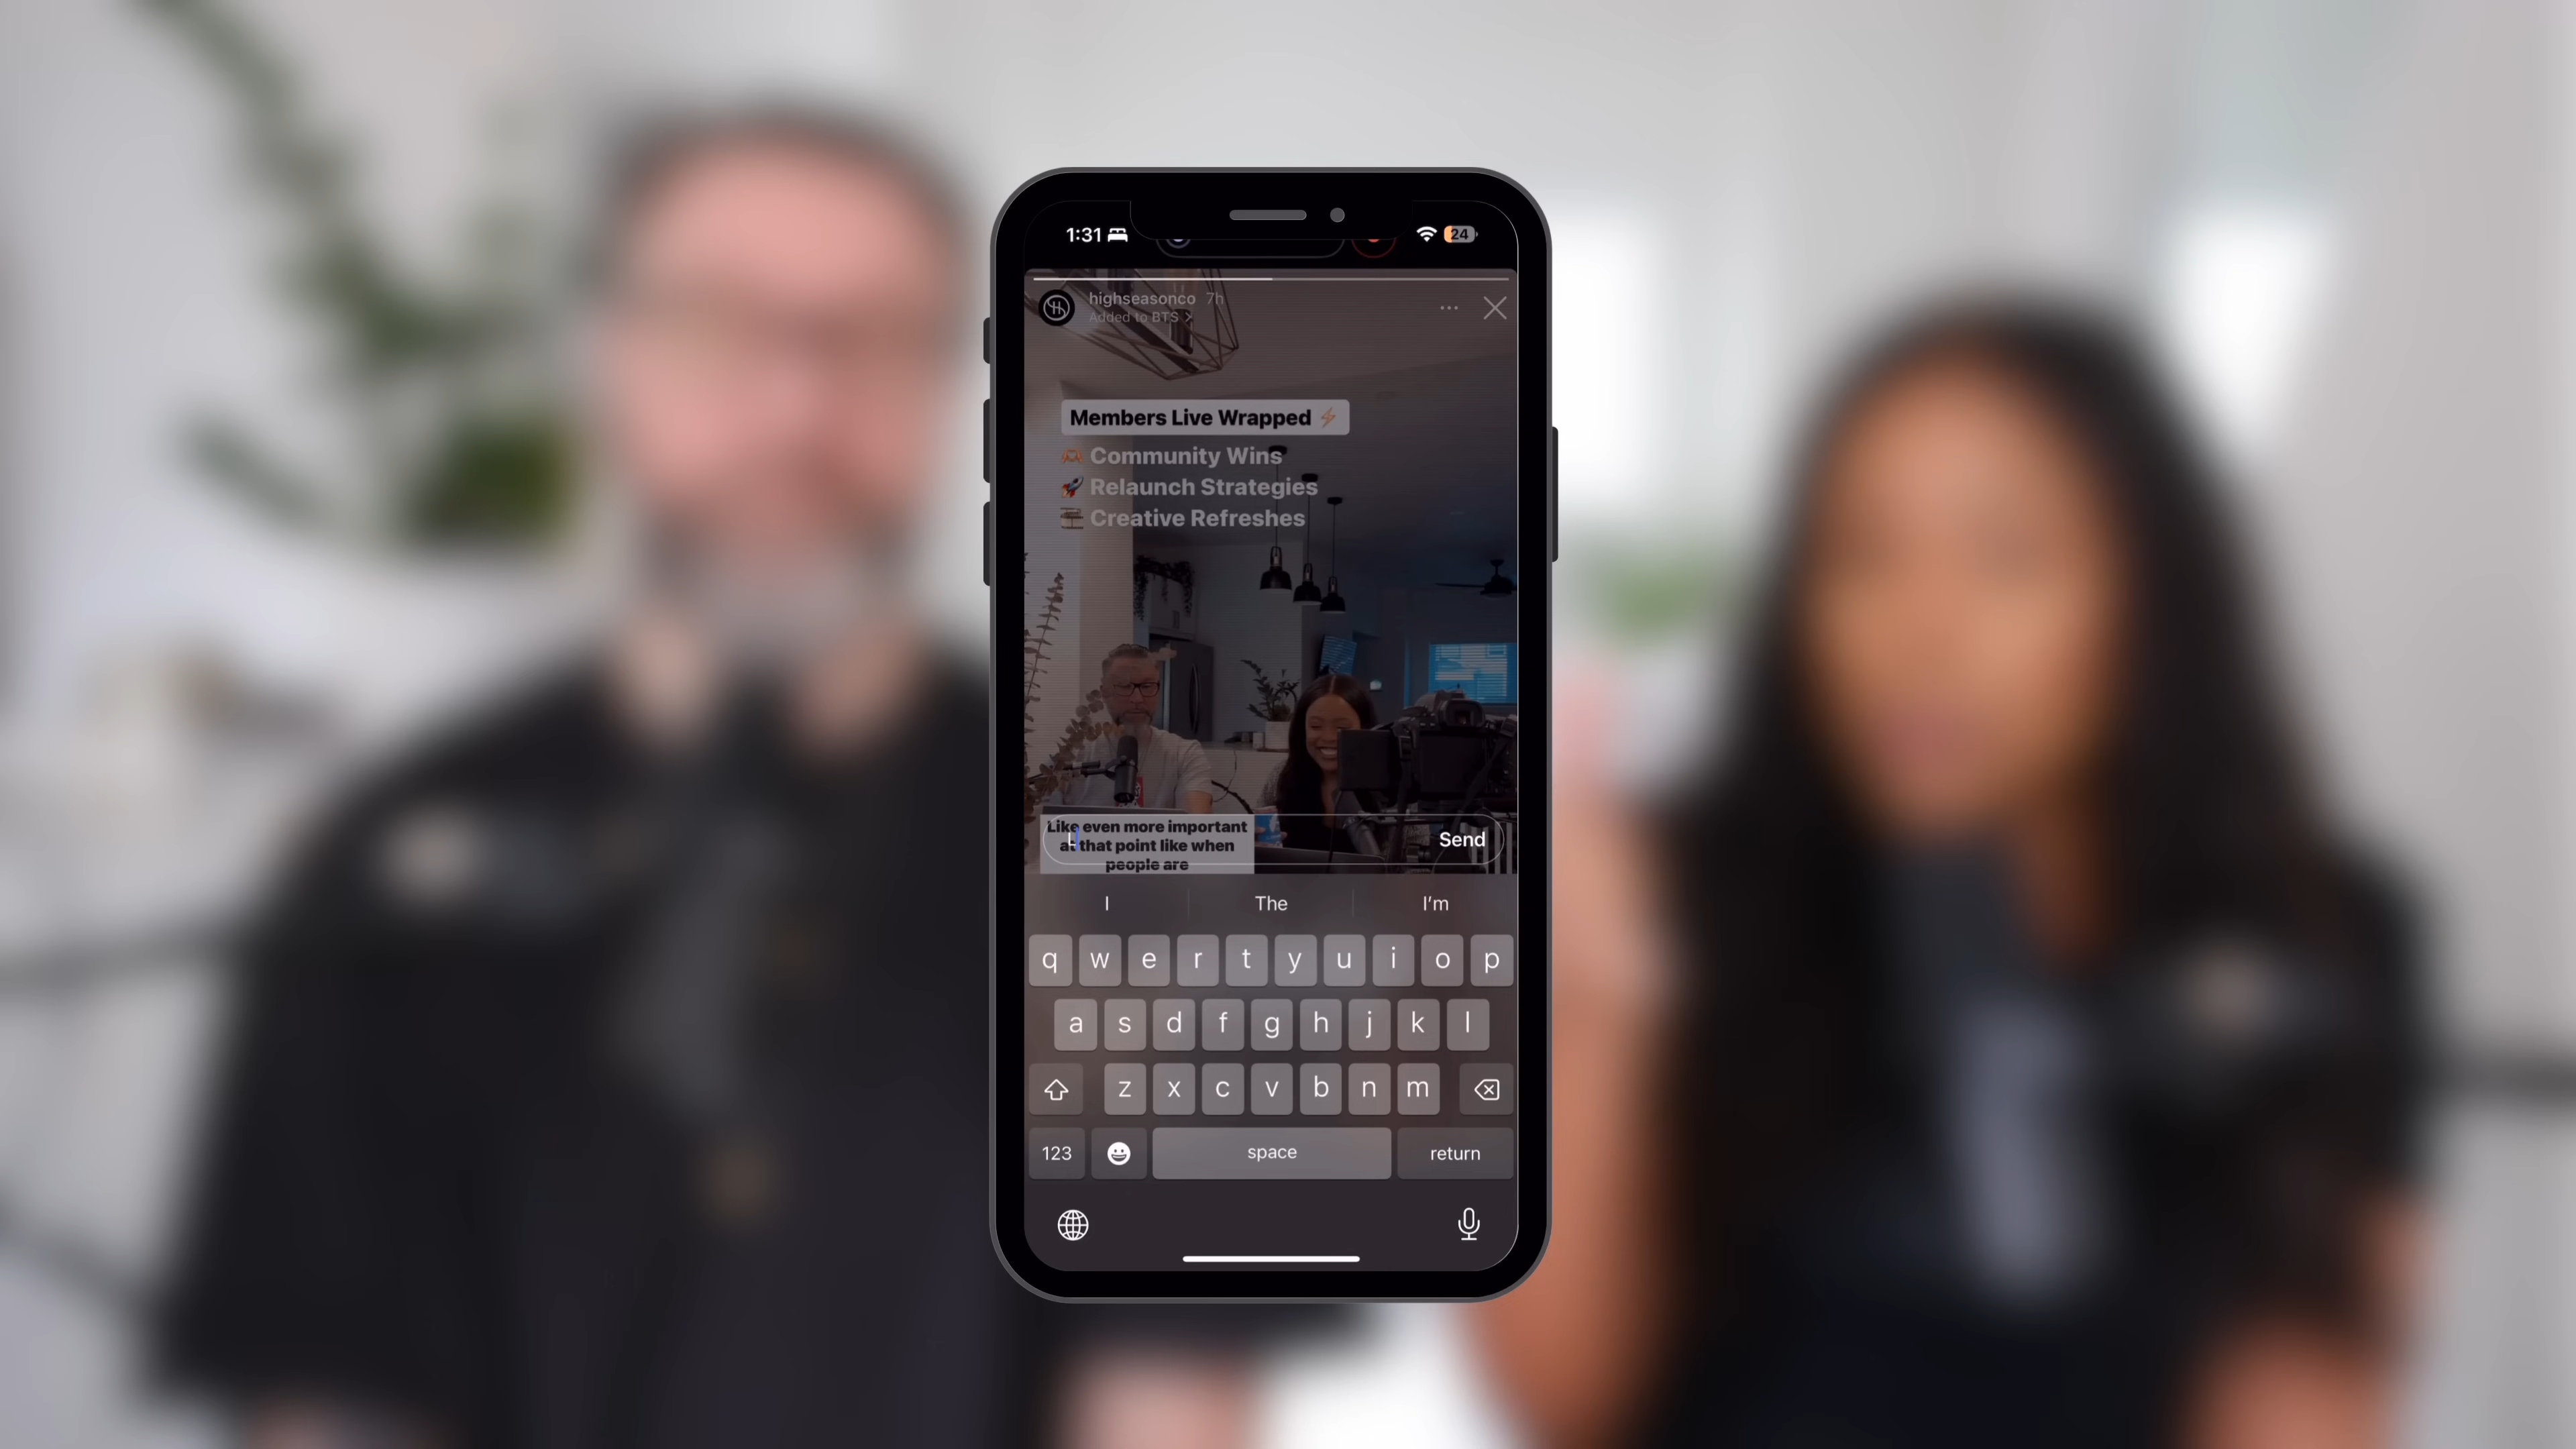 1:31
24
highseasonco 7h
Added to BTS >
Members Live Wrapped ⚡
🙌🏽 Community Wins
🚀 Relaunch Strategies
Creative Refreshes
Like even more important
at that point like when
people are
L
Send
I The I'm
q w e r t y u i o p
a s d f g h j k l
z x c v b n m
123 space return